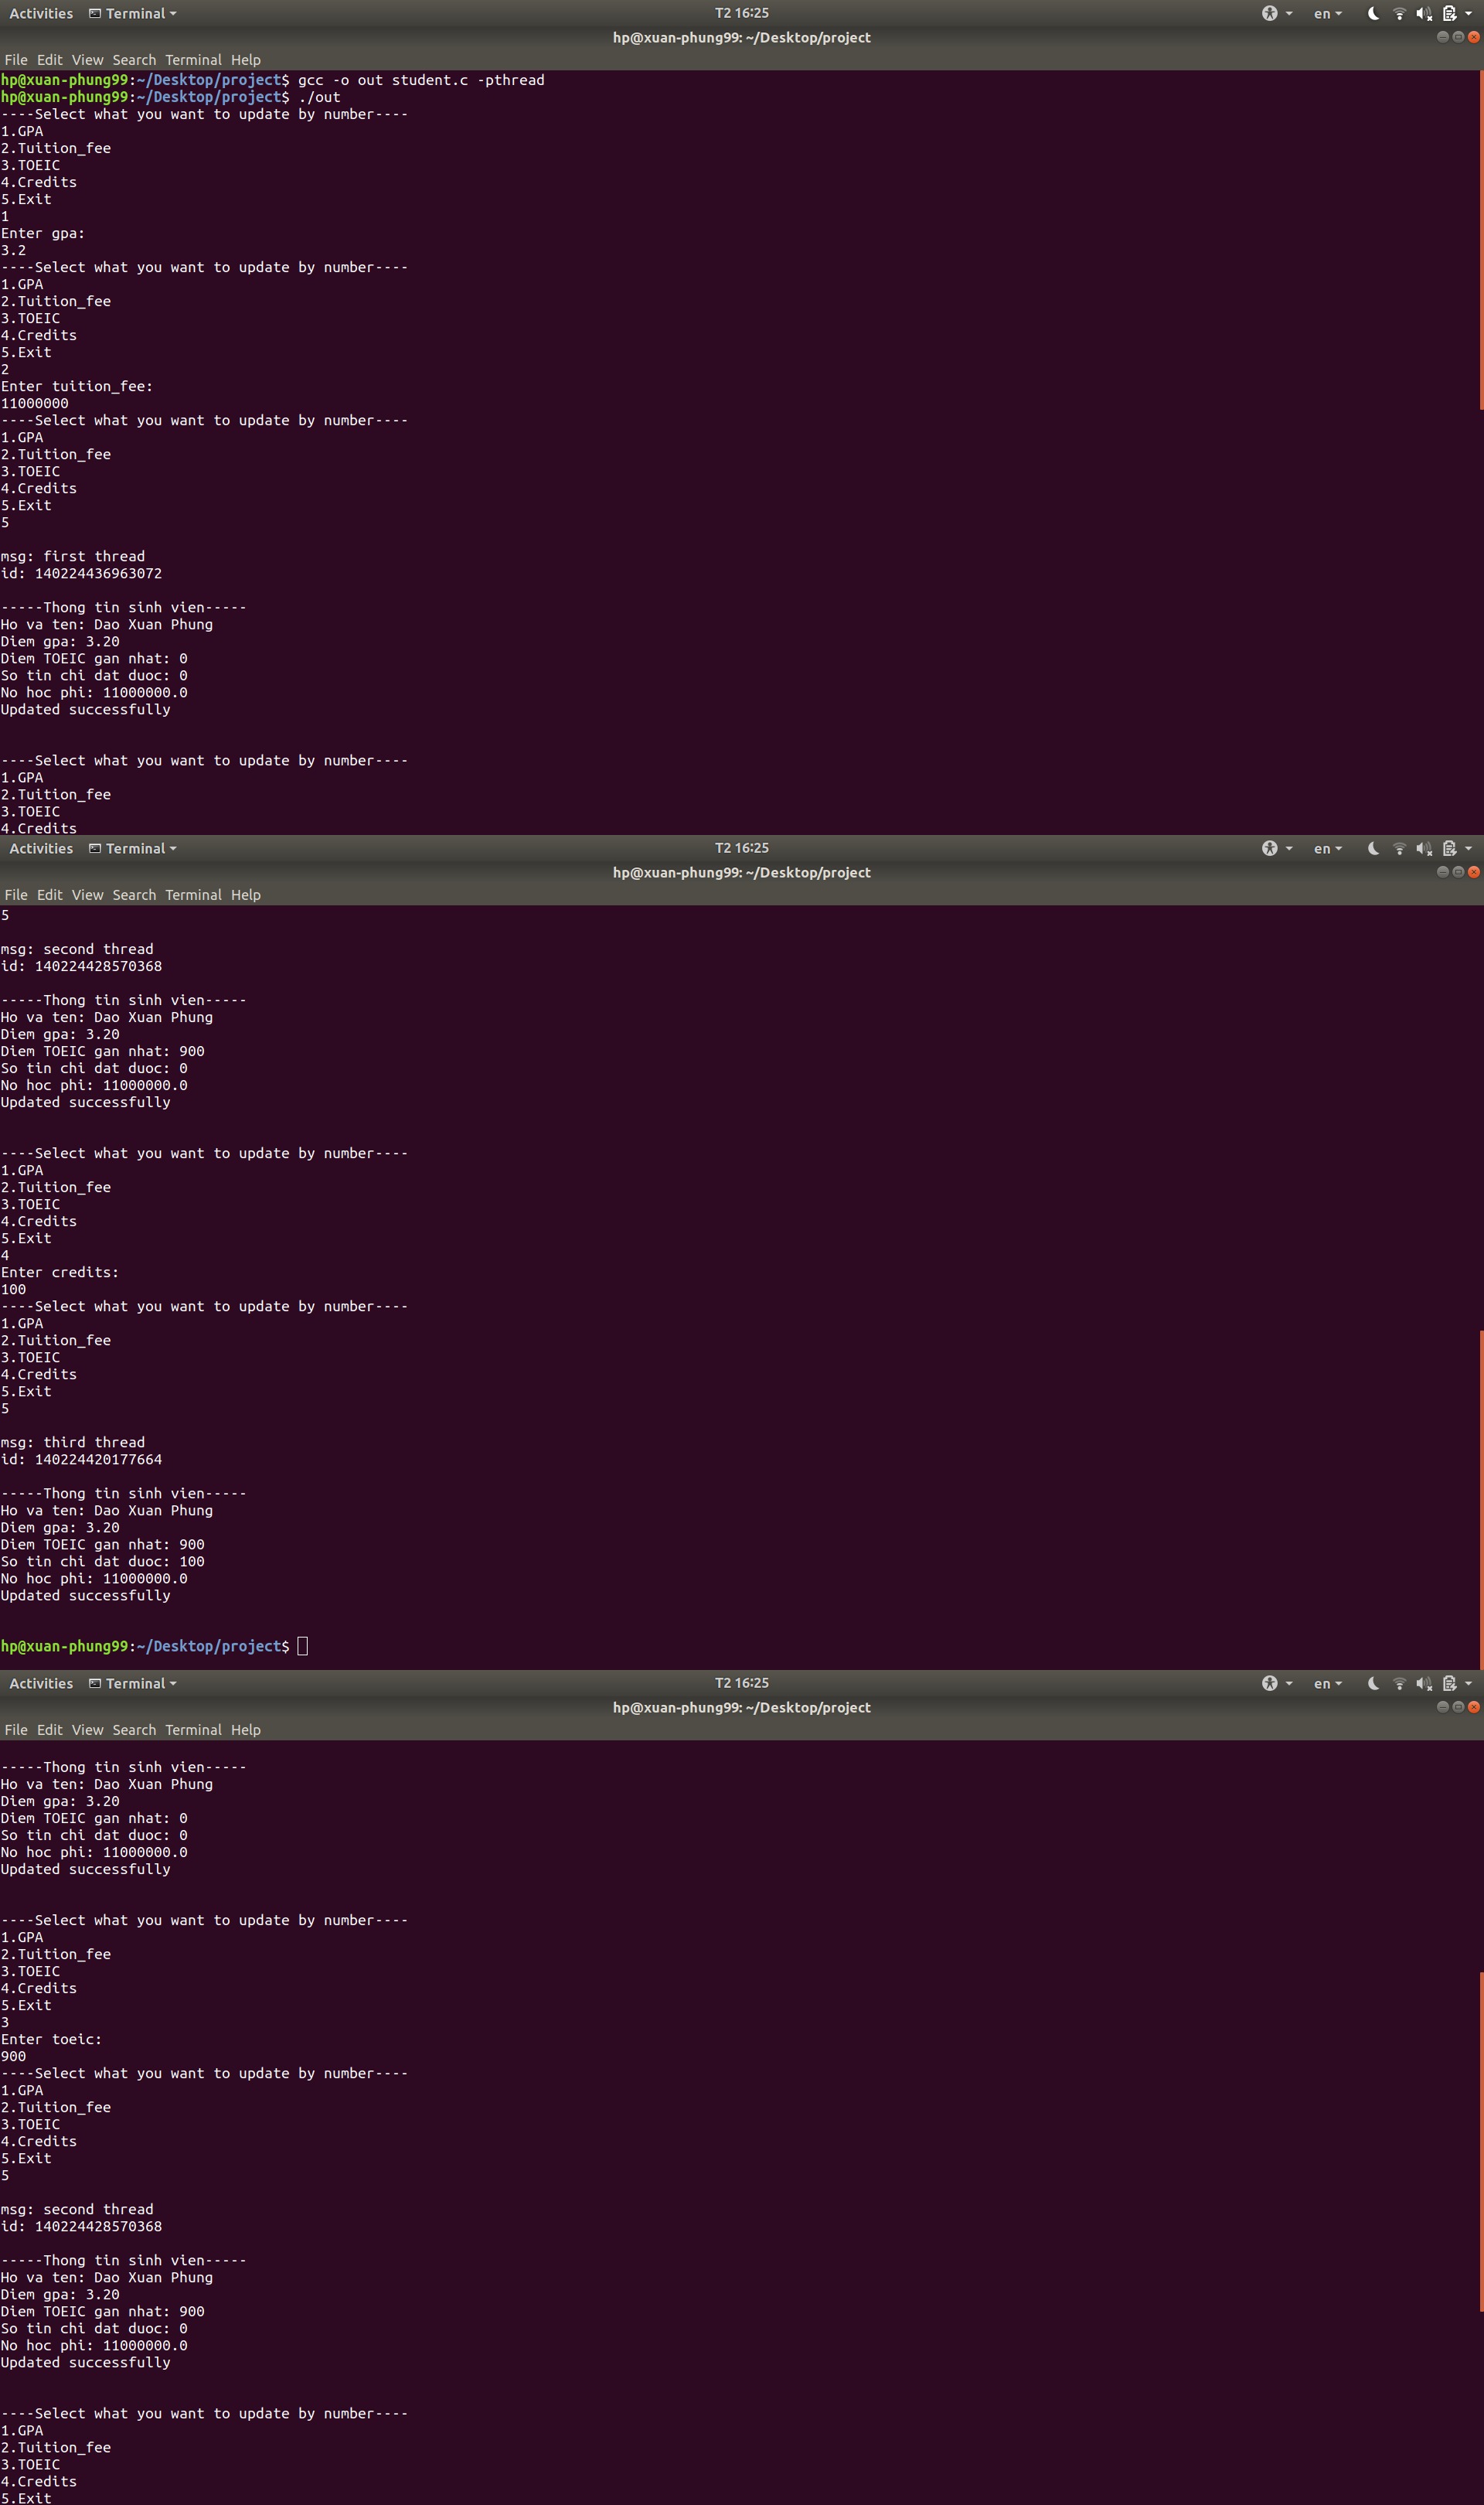 Activities Terminal T2 16:25 en
hp@xuan-phung99: ~/Desktop/project
File Edit View Search Terminal Help
hp@xuan-phung99:~/Desktop/project$ gcc -o out student.c -pthread
hp@xuan-phung99:~/Desktop/project$ ./out
----Select what you want to update by number----
1.GPA
2.Tuition_fee
3.TOEIC
4.Credits
5.Exit
1
Enter gpa:
3.2
----Select what you want to update by number----
1.GPA
2.Tuition_fee
3.TOEIC
4.Credits
5.Exit
2
Enter tuition_fee:
11000000
----Select what you want to update by number----
1.GPA
2.Tuition_fee
3.TOEIC
4.Credits
5.Exit
5
msg: first thread
id: 140224436963072
-----Thong tin sinh vien-----
Ho va ten: Dao Xuan Phung
Diem gpa: 3.20
Diem TOEIC gan nhat: 0
So tin chi dat duoc: 0
No hoc phi: 11000000.0
Updated successfully
----Select what you want to update by number----
1.GPA
2.Tuition_fee
3.TOEIC
4.Credits
Activities Terminal T2 16:25 en
hp@xuan-phung99: ~/Desktop/project
File Edit View Search Terminal Help
5
msg: second thread
id: 140224428570368
-----Thong tin sinh vien-----
Ho va ten: Dao Xuan Phung
Diem gpa: 3.20
Diem TOEIC gan nhat: 900
So tin chi dat duoc: 0
No hoc phi: 11000000.0
Updated successfully
----Select what you want to update by number----
1.GPA
2.Tuition_fee
3.TOEIC
4.Credits
5.Exit
4
Enter credits:
100
----Select what you want to update by number----
1.GPA
2.Tuition_fee
3.TOEIC
4.Credits
5.Exit
5
msg: third thread
id: 140224420177664
-----Thong tin sinh vien-----
Ho va ten: Dao Xuan Phung
Diem gpa: 3.20
Diem TOEIC gan nhat: 900
So tin chi dat duoc: 100
No hoc phi: 11000000.0
Updated successfully
hp@xuan-phung99:~/Desktop/project$
Activities Terminal T2 16:25 en
hp@xuan-phung99: ~/Desktop/project
File Edit View Search Terminal Help
-----Thong tin sinh vien-----
Ho va ten: Dao Xuan Phung
Diem gpa: 3.20
Diem TOEIC gan nhat: 0
So tin chi dat duoc: 0
No hoc phi: 11000000.0
Updated successfully
----Select what you want to update by number----
1.GPA
2.Tuition_fee
3.TOEIC
4.Credits
5.Exit
3
Enter toeic:
900
----Select what you want to update by number----
1.GPA
2.Tuition_fee
3.TOEIC
4.Credits
5.Exit
5
msg: second thread
id: 140224428570368
-----Thong tin sinh vien-----
Ho va ten: Dao Xuan Phung
Diem gpa: 3.20
Diem TOEIC gan nhat: 900
So tin chi dat duoc: 0
No hoc phi: 11000000.0
Updated successfully
----Select what you want to update by number----
1.GPA
2.Tuition_fee
3.TOEIC
4.Credits
5.Exit